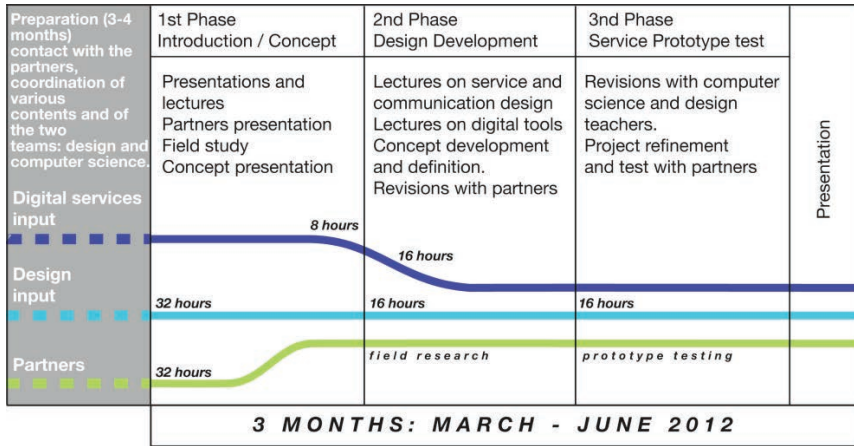 Preparation (3-4
months)
contact with the
partners,
coordination of
various
contents and of
the two
teams: design and
computer science.
1st Phase
Introduction / Concept
2nd Phase
Design Development
3nd Phase
Service Prototype test
Presentations and
lectures
Partners presentation
Field study
Concept presentation
Lectures on service and
communication design
Lectures on digital tools
Concept development
and definition.
Revisions with partners
Revisions with computer
science and design
teachers.
Project refinement
and test with partners
Presentation
Digital services
input
8 hours
16 hours
Design
input
32 hours
16 hours
16 hours
Partners
32 hours
field research
prototype testing
3 MONTHS: MARCH - JUNE 2012